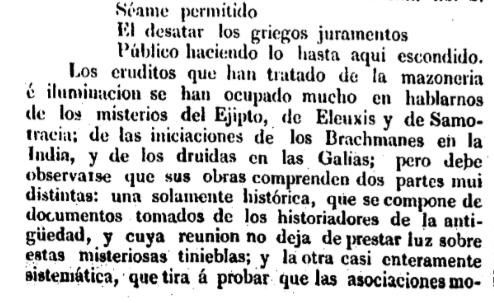 Séame permitido
El desatar los griegos juramentos
Público haciendo lo hasta aqui escondido.
Los eruditos que han tratado de la mazoneria
é iluminacion se han ocupado mucho en hablarnos
de los misterios del Ejipto, de Eleuxis y de Samo-
tracia; de las iniciaciones de los Brachmanes en la
India, y de los druidas en las Galias; pero debe
observarse que sus obras comprenden dos partes mui
distintas: una solamente histórica, que se compone de
documentos tomados de los historiadores de la anti-
güedad, y cuya reunion no deja de prestar luz sobre
estas misteriosas tinieblas; y la otra casi enteramente
sistemática, que tira á probar que las asociaciones mo-